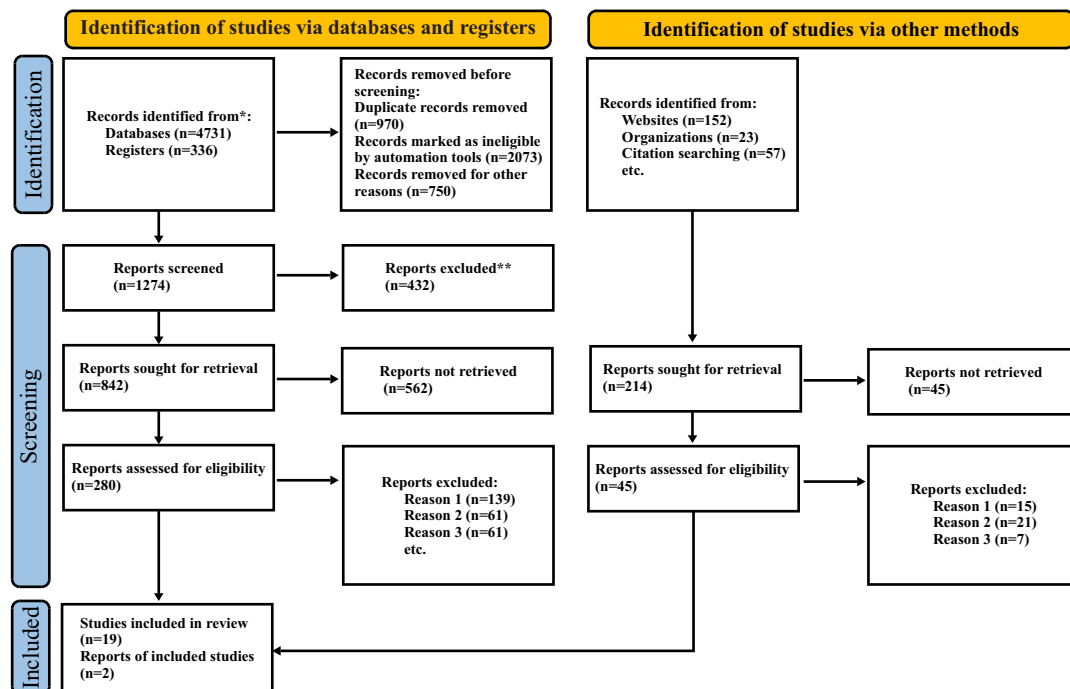 Identification of studies via databases and registers
Identification of studies via other methods
Identification
Records identified from*:
Databases (n=4731)
Registers (n=336)
Records removed before
screening:
Duplicate records removed
(n=970)
Records marked as ineligible
by automation tools (n=2073)
Records removed for other
reasons (n=750)
Records identified from:
Websites (n=152)
Organizations (n=23)
Citation searching (n=57)
etc.
Screening
Reports screened
(n=1274)
Reports excluded**
(n=432)
Reports sought for retrieval
(n=842)
Reports not retrieved
(n=562)
Reports sought for retrieval
(n=214)
Reports not retrieved
(n=45)
Reports assessed for eligibility
(n=280)
Reports excluded:
Reason 1 (n=139)
Reason 2 (n=61)
Reason 3 (n=61)
etc.
Reports assessed for eligibility
(n=45)
Reports excluded:
Reason 1 (n=15)
Reason 2 (n=21)
Reason 3 (n=7)
Included
Studies included in review
(n=19)
Reports of included studies
(n=2)